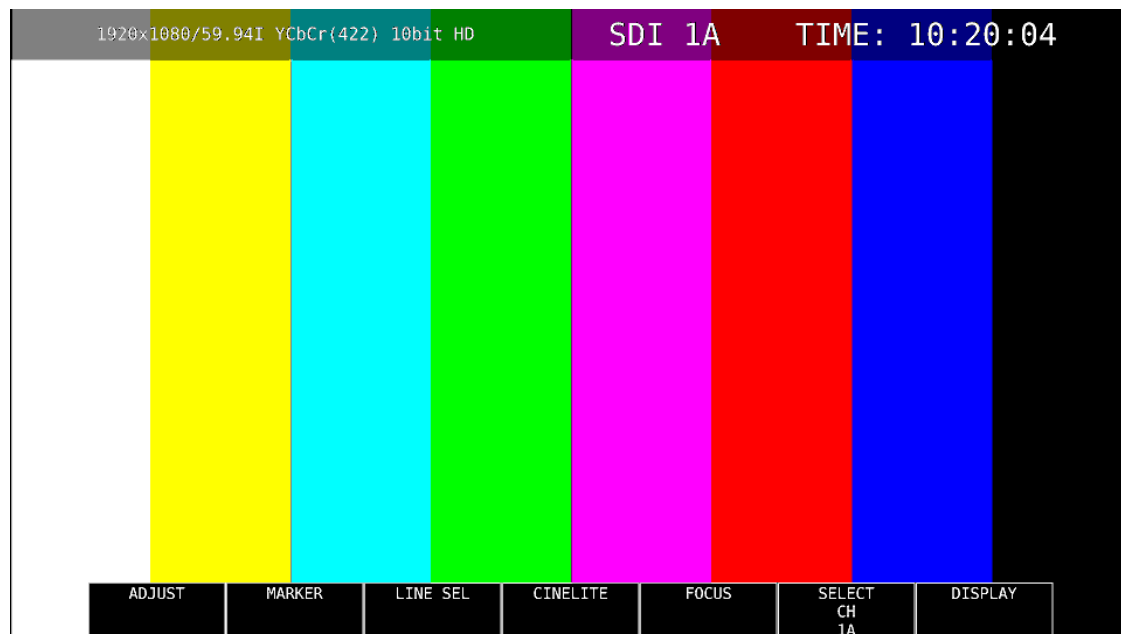 1920x1080/59.94I YCbCr(422) 10bit HD SDI 1A TIME: 10:20:04
ADJUST MARKER LINE SEL CINELITE FOCUS SELECT DISPLAY
CH
1A